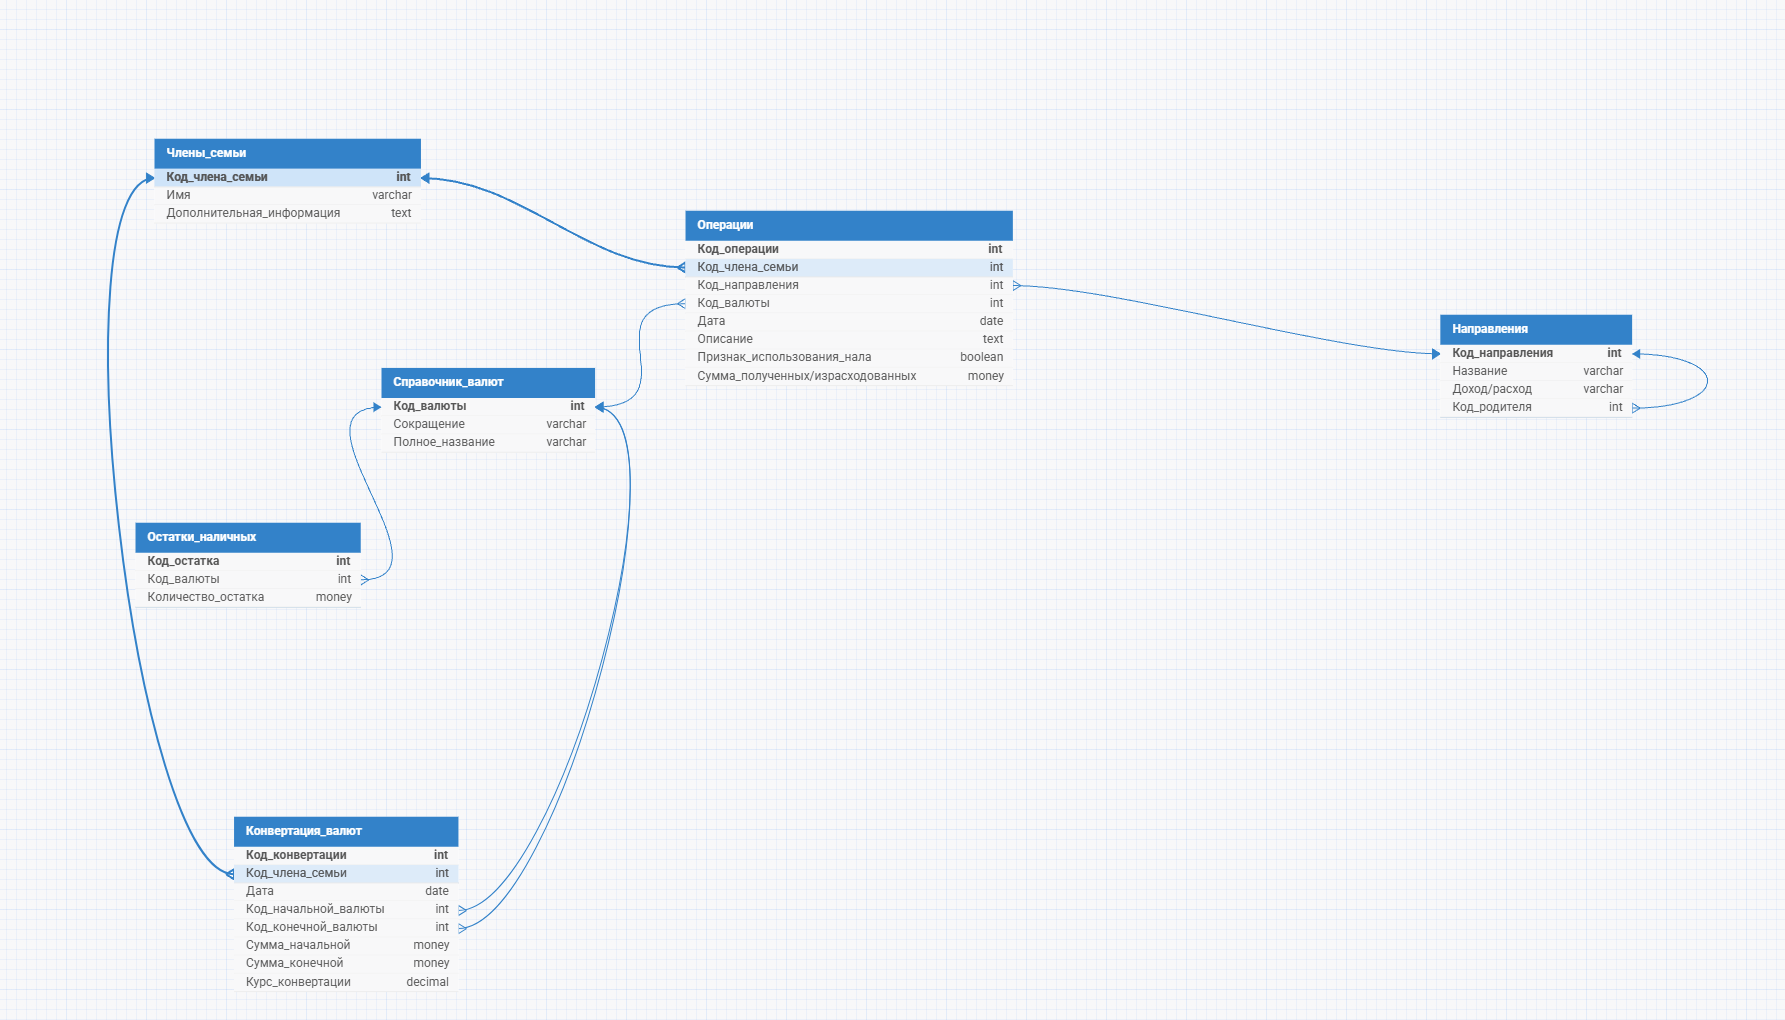 Члены_семьи
Код_члена_семьи int
Имя varchar
Дополнительная_информация text
Операции
Код_операции int
Код_члена_семьи int
Код_направления int
Код_валюты int
Дата date
Описание text
Признак_использования_нала boolean
Сумма_полученных/израсходованных money
Направления
Код_направления int
Название varchar
Доход/расход varchar
Код_родителя int
Справочник_валют
Код_валюты int
Сокращение varchar
Полное_название varchar
Остатки_наличных
Код_остатка int
Код_валюты int
Количество_остатка money
Конвертация_валют
Код_конвертации int
Код_члена_семьи int
Дата date
Код_начальной_валюты int
Код_конечной_валюты int
Сумма_начальной money
Сумма_конечной money
Курс_конвертации decimal